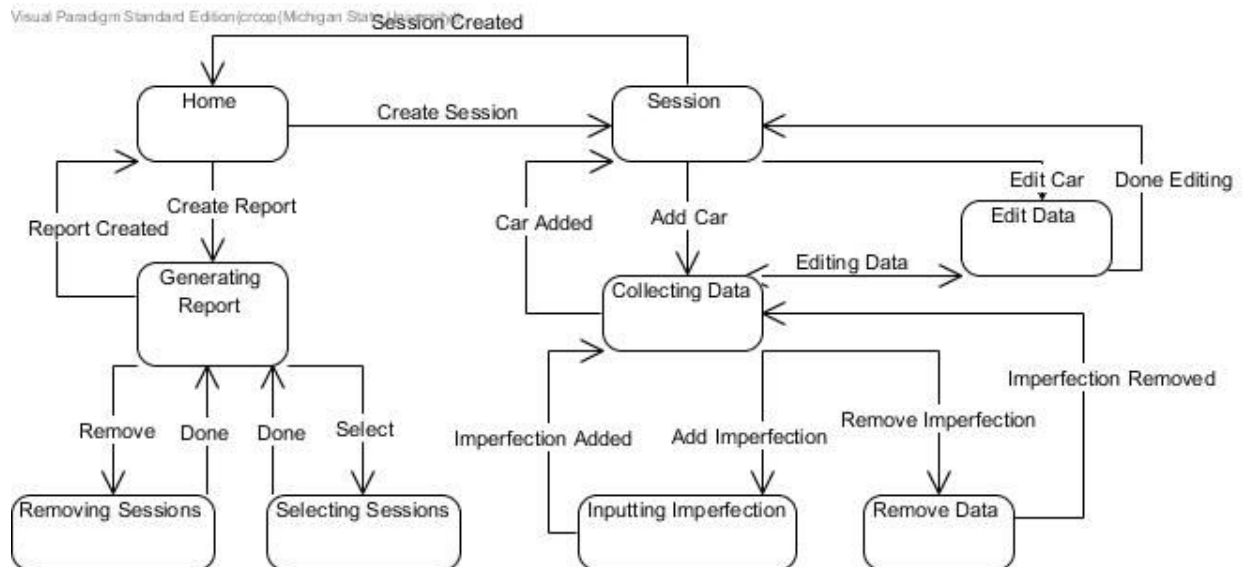 Visual Paradigm Standard Edition(crcop(Michigan State University))
Session Created
Home
Session
Create Session
Edit Car
Done Editing
Create Report
Report Created
Car Added
Add Car
Edit Data
Editing Data
Generating
Report
Collecting Data
Imperfection Removed
Remove
Done
Done
Select
Imperfection Added
Add Imperfection
Remove Imperfection
Removing Sessions
Selecting Sessions
Inputting Imperfection
Remove Data